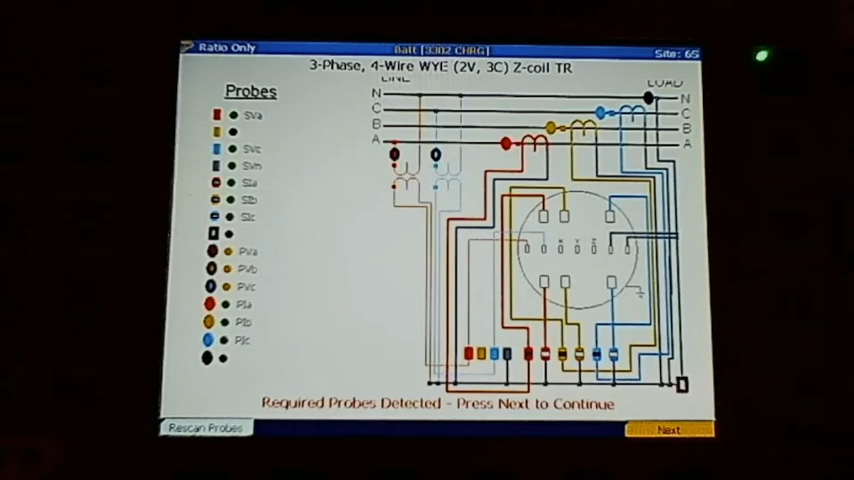 Ratio Only
Batt [3302 CHRG]
Site: 65
3-Phase, 4-Wire WYE (2V, 3C) Z-coil TR
Probes
LINE
LOAD
N
N
C
C
B
B
A
A
SVa
SVc
SVn
SIa
SIb
SIc
PVa
PVb
PVc
PIa
PIb
PIc
K
Y
Z
Required Probes Detected - Press Next to Continue
Rescan Probes
Next